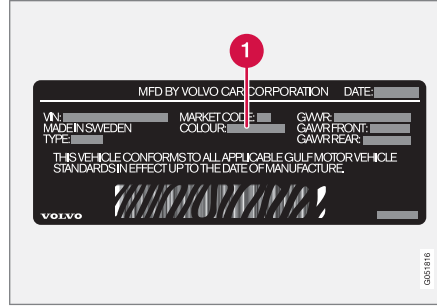 1
MFD BY VOLVO CAR CORPORATION DATE:
VIN: MARKET CODE: GVWR:
MADE IN SWEDEN COLOUR: GAWR FRONT:
TYPE: GAWR REAR:
THIS VEHICLE CONFORMS TO ALL APPLICABLE GULF MOTOR VEHICLE
STANDARDS IN EFFECT UP TO THE DATE OF MANUFACTURE.
VOLVO
G051816